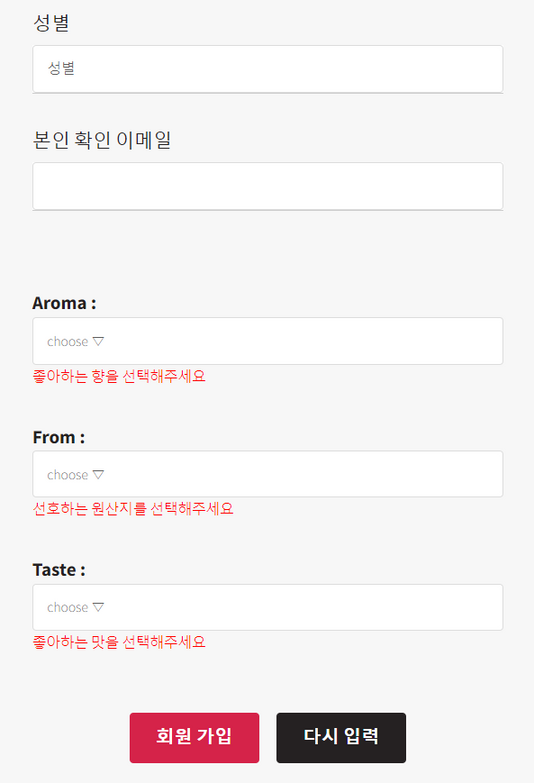 성별
성별
본인 확인 이메일
Aroma :
choose ▽
좋아하는 향을 선택해주세요
From :
choose ▽
선호하는 원산지를 선택해주세요
Taste :
choose ▽
좋아하는 맛을 선택해주세요
회원 가입 다시 입력